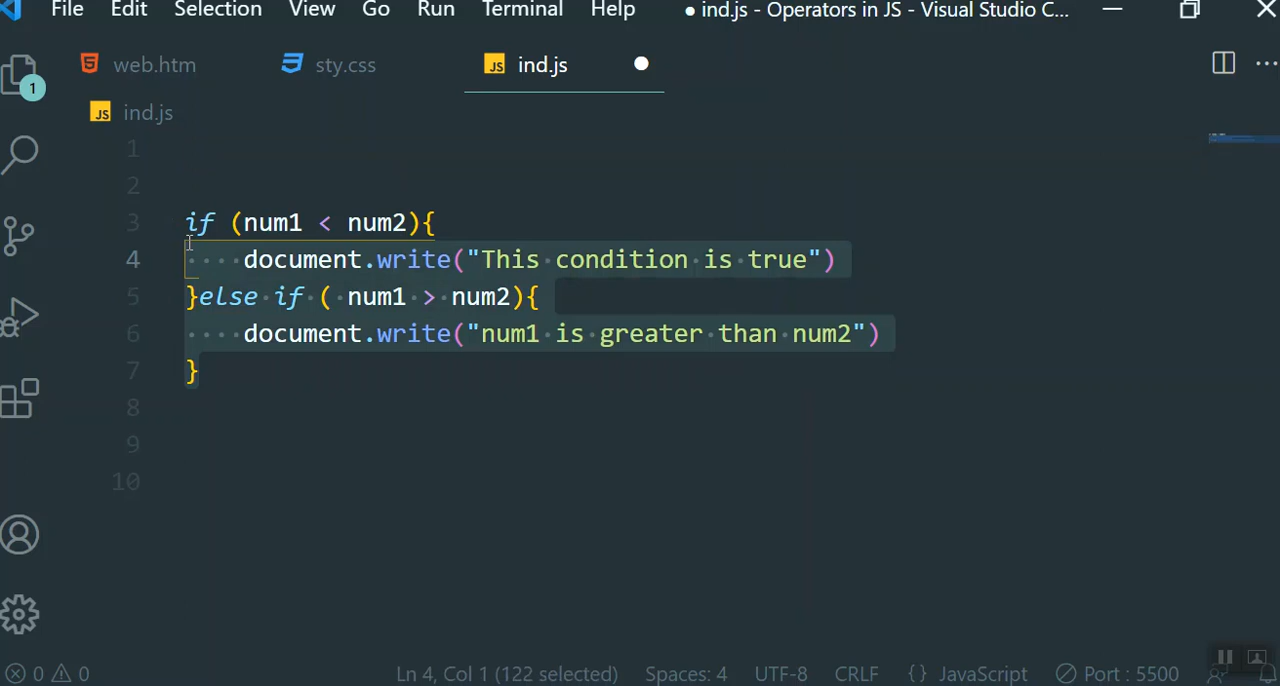 File Edit Selection View Go Run Terminal Help ● ind.js - Operators in JS - Visual Studio C...
1
web.htm sty.css JS ind.js
JS ind.js
1
2
3 if (num1 < num2){
4 document.write("This condition is true")
5 }else if ( num1 > num2){
6 document.write("num1 is greater than num2")
7 }
8
9
10
0 0 Ln 4, Col 1 (122 selected) Spaces: 4 UTF-8 CRLF {} JavaScript Port : 5500